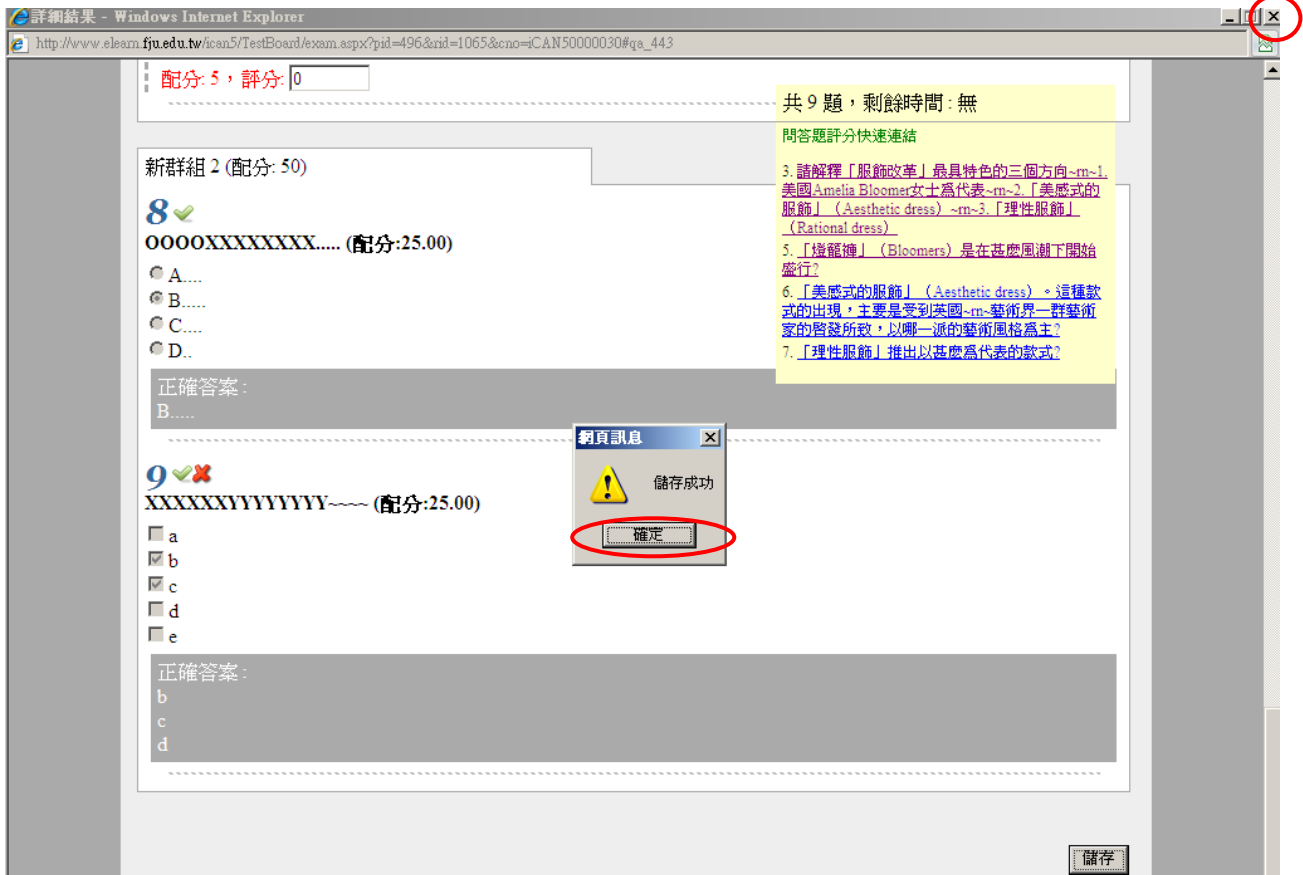 詳細結果 - Windows Internet Explorer
http://www.elearn.fju.edu.tw/ican5/TestBoard/exam.aspx?pid=496&rid=1065&cno=iCAN50000030#qa_443
配分: 5，評分: 0
共 9 題，剩餘時間 : 無
問答題評分快速連結
3. 請解釋「服飾改革」最具特色的三個方向~rn~1.
美國Amelia Bloomer女士為代表~rn~2.「美感式的
服飾」（Aesthetic dress）~rn~3.「理性服飾」
（Rational dress）
5. 「燈籠褲」（Bloomers）是在甚麼風潮下開始
盛行?
6. 「美感式的服飾」（Aesthetic dress）。這種款
式的出現，主要是受到英國~rn~藝術界一群藝術
家的啓發所致，以哪一派的藝術風格為主?
7. 「理性服飾」推出以甚麼為代表的款式?
新群組 2 (配分: 50)
8
OOOOXXXXXXXXX..... (配分:25.00)
A....
B.....
C....
D..
正確答案 :
B.....
網頁訊息
儲存成功
確定
9
XXXXXXYYYYYYYY~~~~ (配分:25.00)
a
b
c
d
e
正確答案 :
b
c
d
儲存